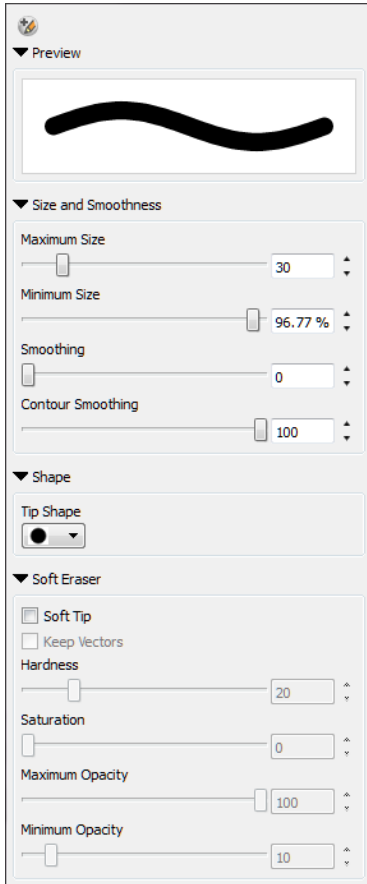 Preview
Size and Smoothness
Maximum Size
30
Minimum Size
96.77 %
Smoothing
0
Contour Smoothing
100
Shape
Tip Shape
Soft Eraser
Soft Tip
Keep Vectors
Hardness
20
Saturation
0
Maximum Opacity
100
Minimum Opacity
10